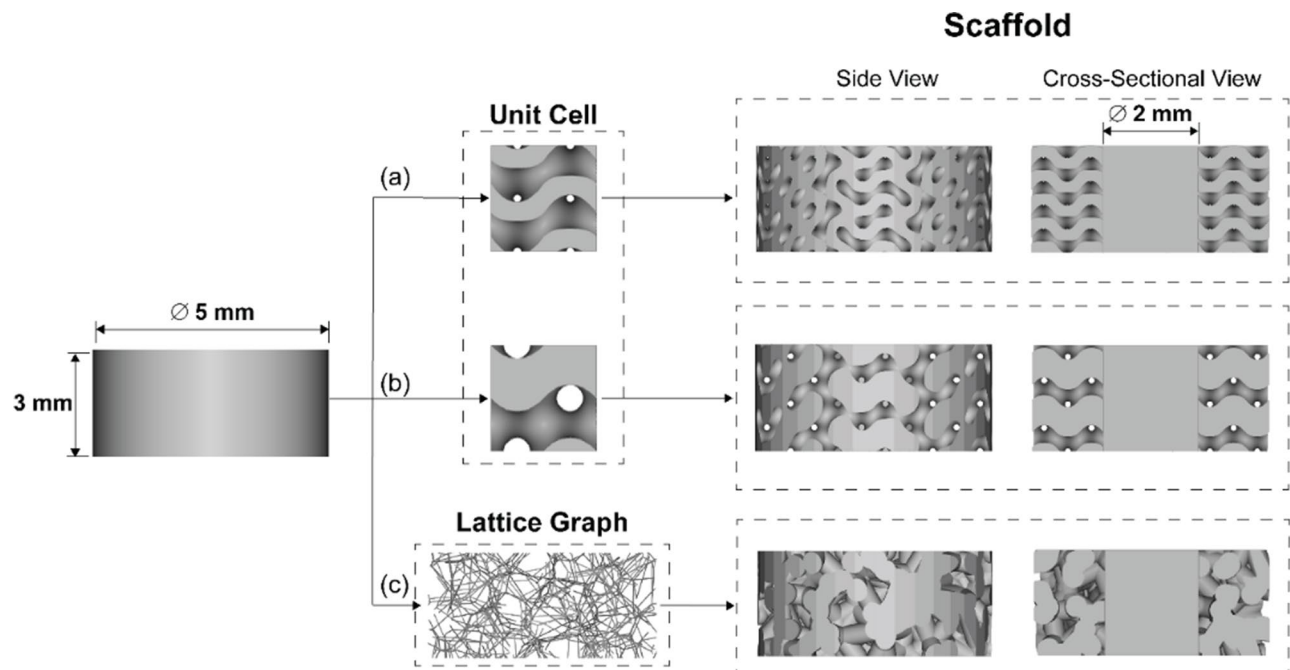 Scaffold
Side View
Cross-Sectional View
Unit Cell
∅ 2 mm
(a)
∅ 5 mm
3 mm
(b)
Lattice Graph
(c)